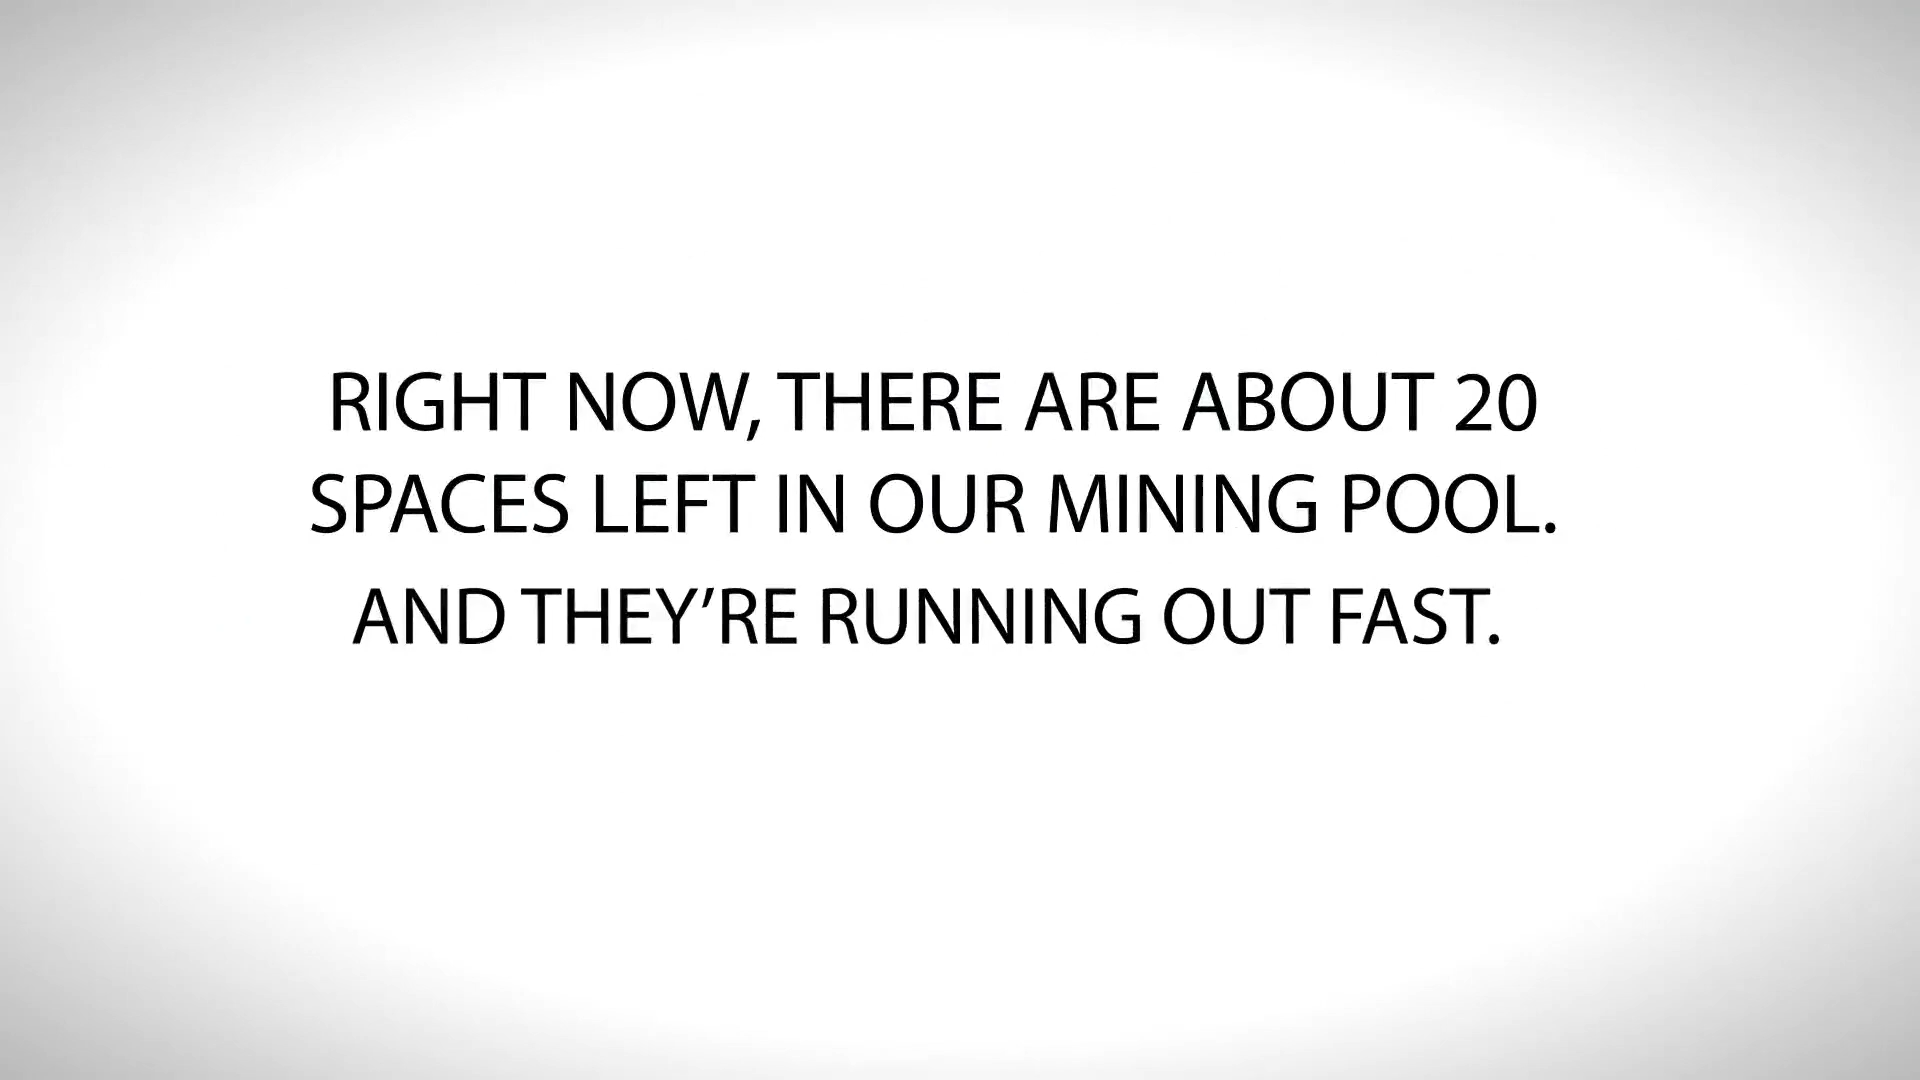 RIGHT NOW, THERE ARE ABOUT 20
SPACES LEFT IN OUR MINING POOL.
AND THEY’RE RUNNING OUT FAST.